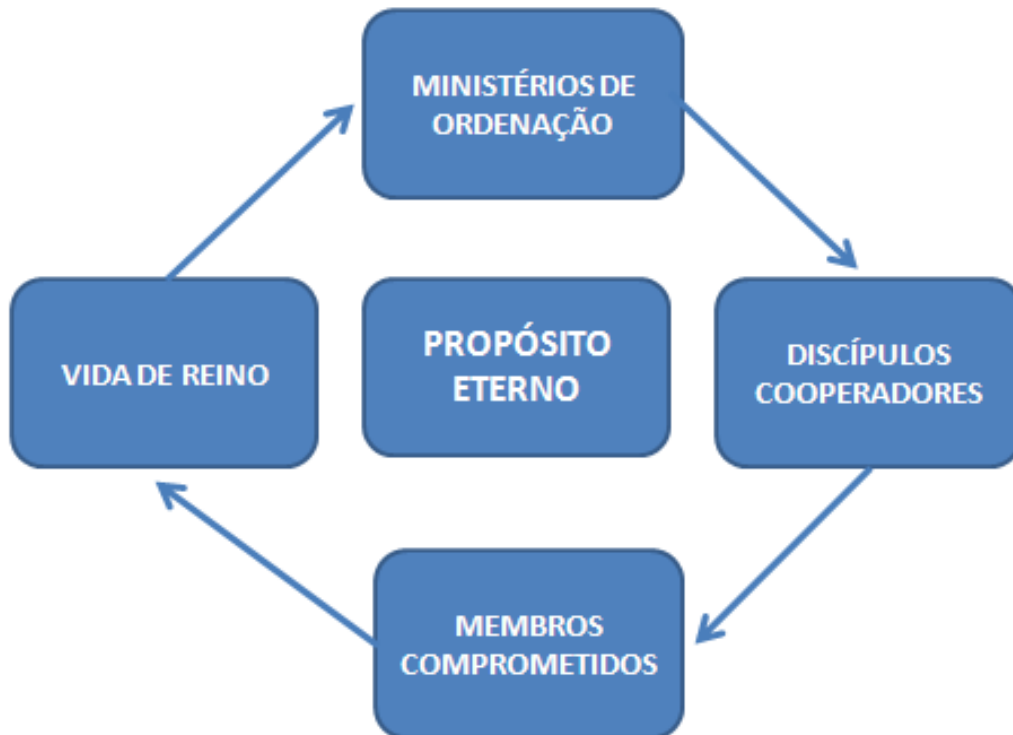 MINISTÉRIOS DE
ORDENAÇÃO
VIDA DE REINO
PROPÓSITO
ETERNO
DISCÍPULOS
COOPERADORES
MEMBROS
COMPROMETIDOS